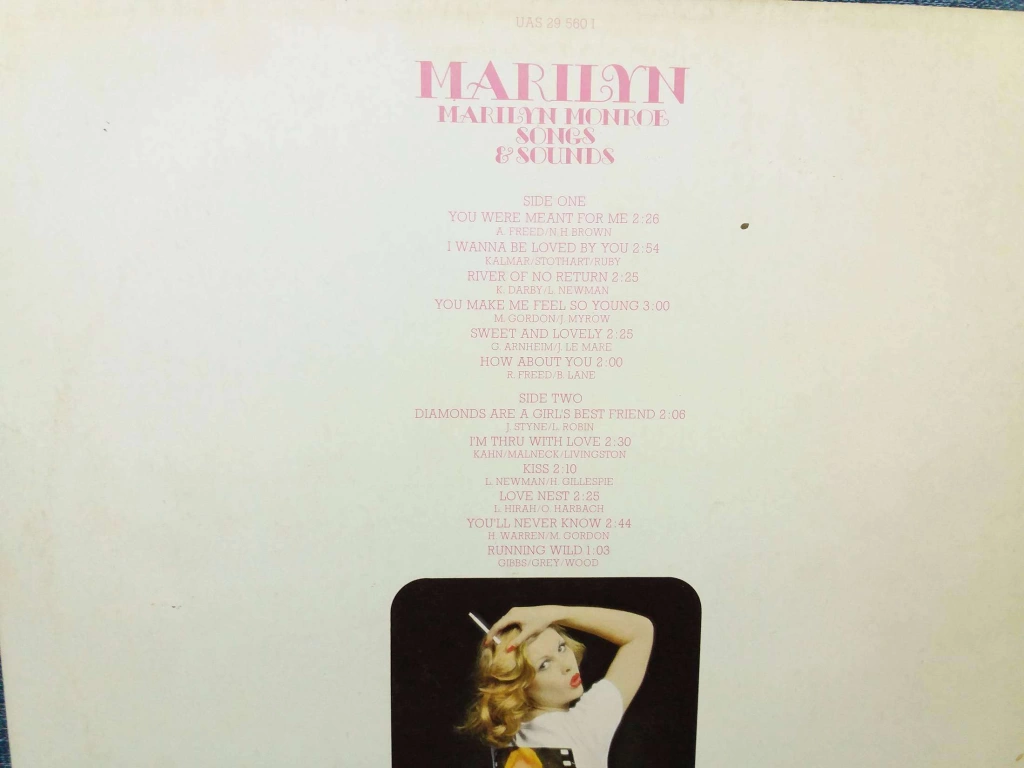 UAS 29 560 I
MARILYN
MARILYN MONROE
SONGS
& SOUNDS
SIDE ONE
YOU WERE MEANT FOR ME 2:26
A. FREED/N.H BROWN
I WANNA BE LOVED BY YOU 2:54
KALMAR/STOTHART/RUBY
RIVER OF NO RETURN 2:25
K. DARBY/L. NEWMAN
YOU MAKE ME FEEL SO YOUNG 3:00
M. GORDON/J. MYROW
SWEET AND LOVELY 2:25
G. ARNHEIM/J. LE MARE
HOW ABOUT YOU 2:00
R. FREED/B. LANE
SIDE TWO
DIAMONDS ARE A GIRL'S BEST FRIEND 2:06
J. STYNE/L. ROBIN
I'M THRU WITH LOVE 2:30
KAHN/MALNECK/LIVINGSTON
KISS 2:10
L. NEWMAN/H. GILLESPIE
LOVE NEST 2:25
L. HIRAH/O. HARBACH
YOU'LL NEVER KNOW 2:44
H. WARREN/M. GORDON
RUNNING WILD 1:03
GIBBS/GREY/WOOD